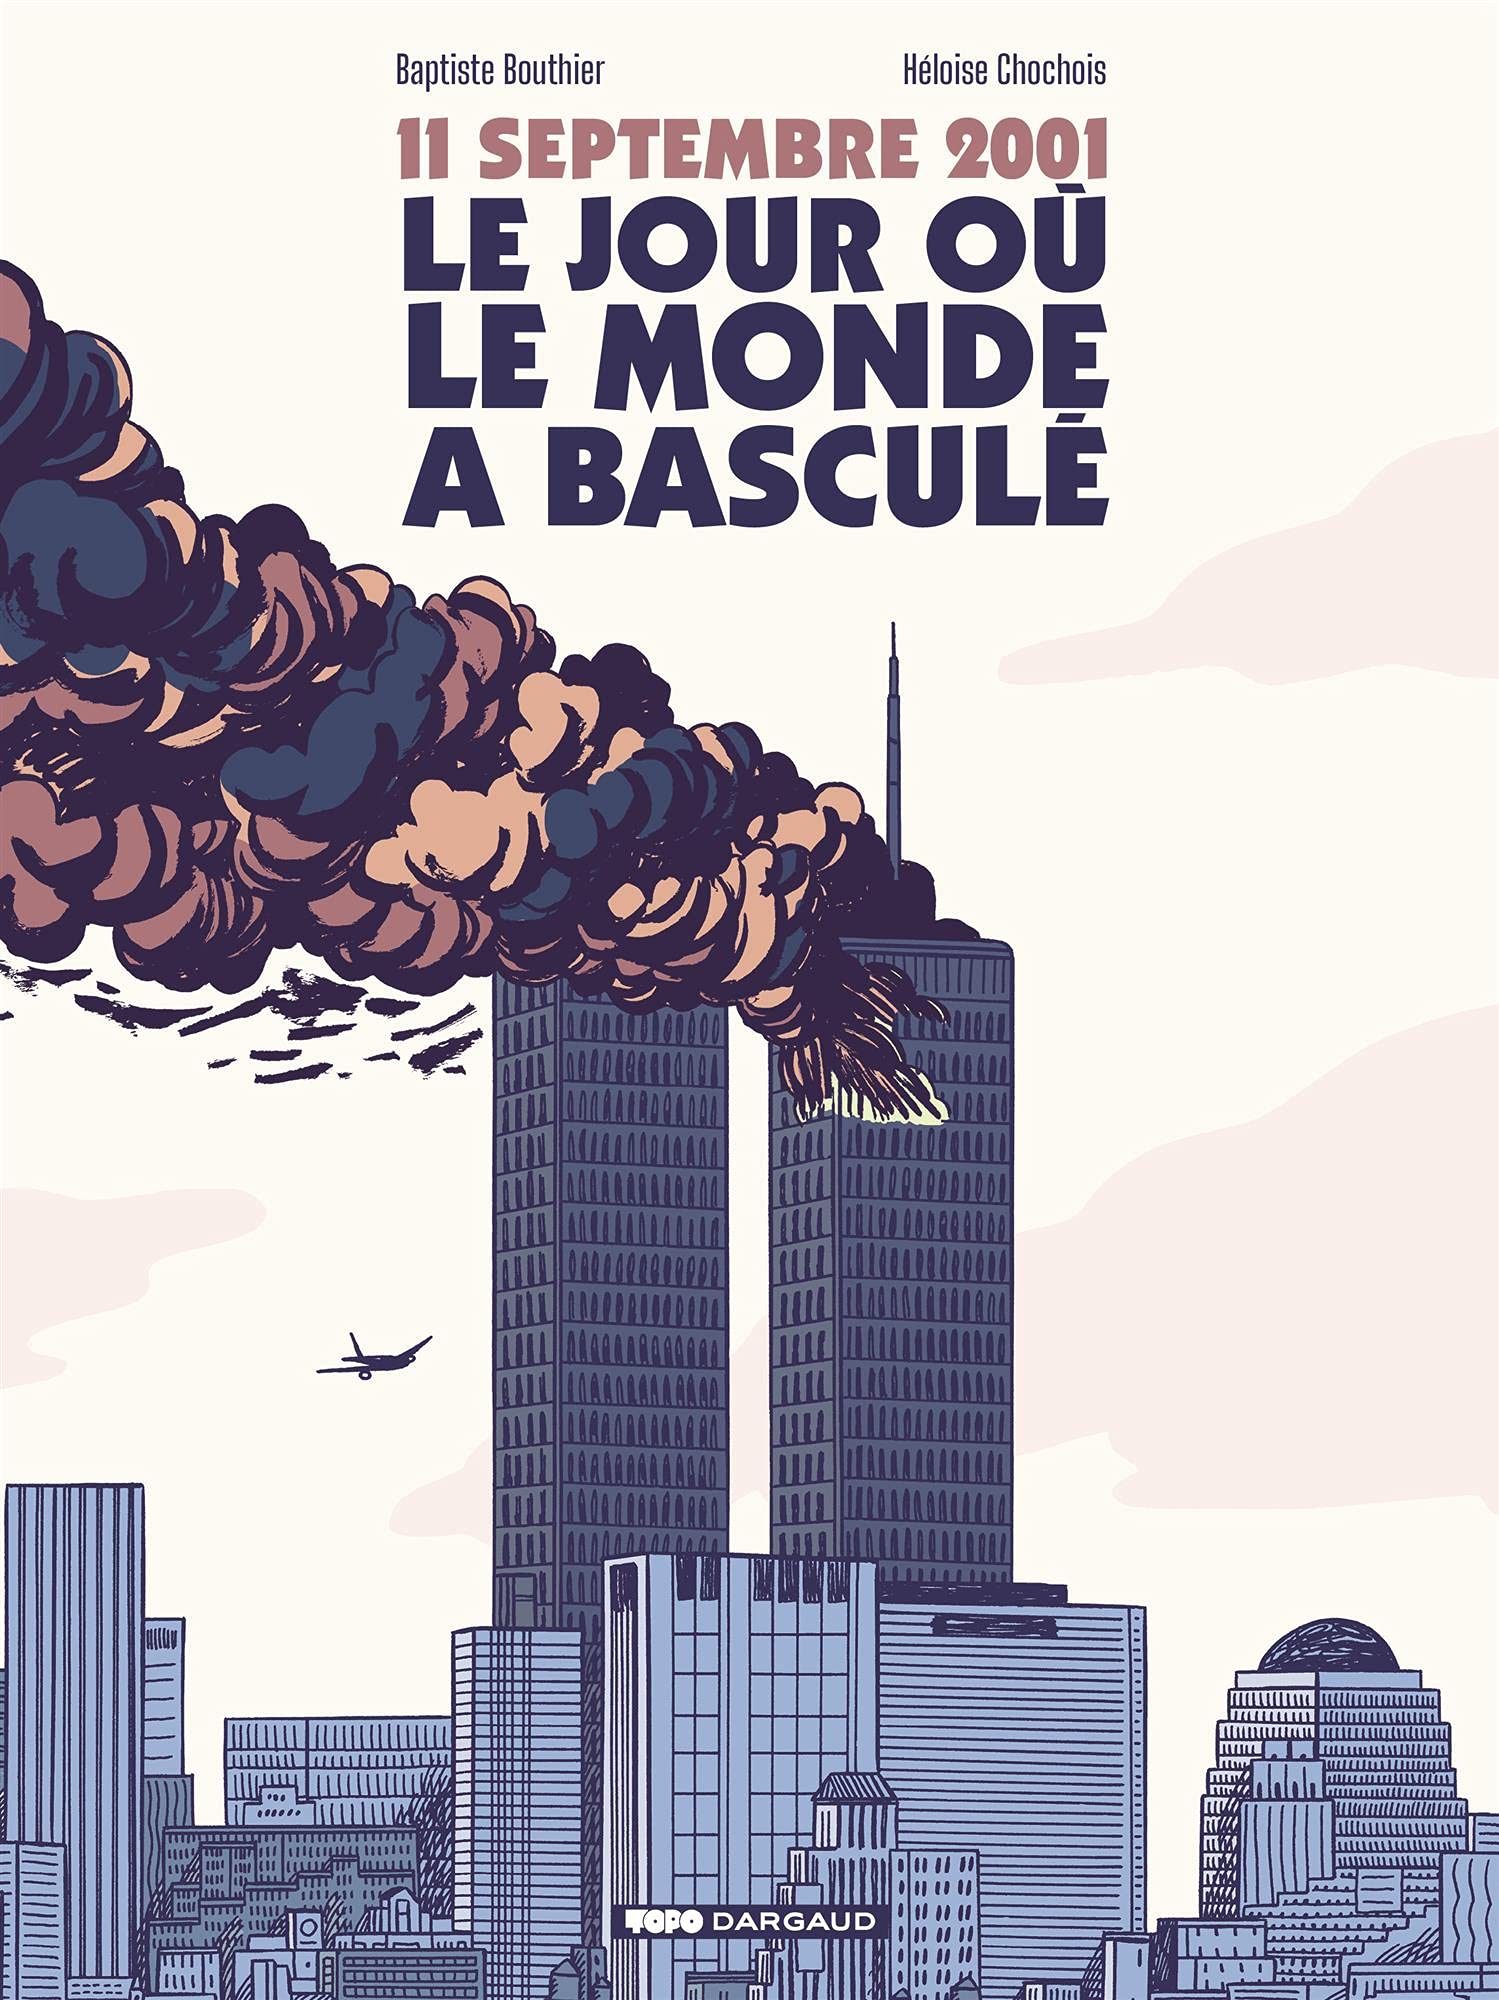 Baptiste Bouthier Héloïse Chochois
11 SEPTEMBRE 2001
LE JOUR OÙ
LE MONDE
A BASCULÉ
TOPO DARGAUD